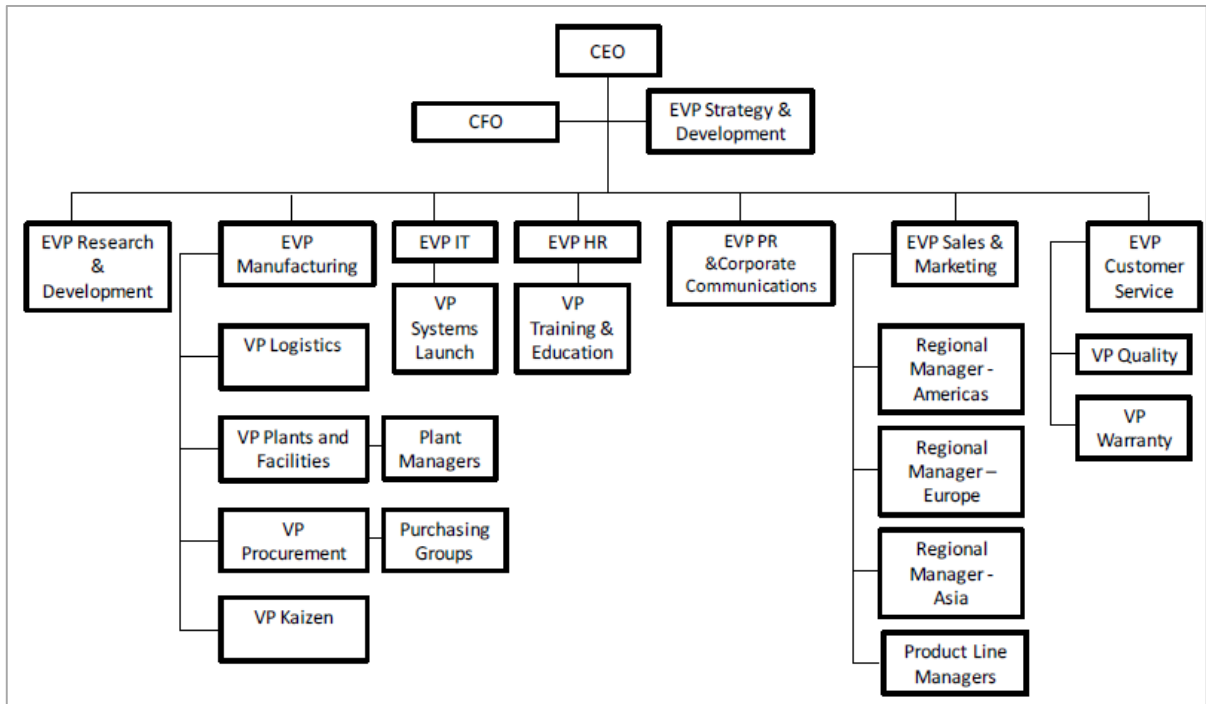 CEO
CFO
EVP Strategy &
Development
EVP Research
&
Development
EVP
Manufacturing
EVP IT
EVP HR
EVP PR
&Corporate
Communications
EVP Sales &
Marketing
EVP
Customer
Service
VP
Systems
Launch
VP
Training &
Education
VP Logistics
VP Plants and
Facilities
Plant
Managers
VP
Procurement
Purchasing
Groups
VP Kaizen
Regional
Manager -
Americas
Regional
Manager –
Europe
Regional
Manager -
Asia
Product Line
Managers
VP Quality
VP
Warranty